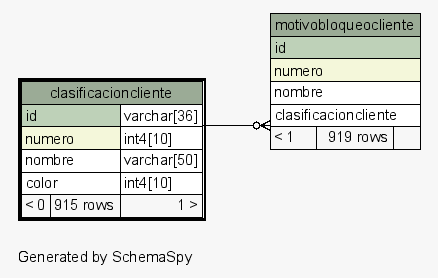 motivobloqueocliente
id
numero
nombre
clasificacioncliente
< 1 919 rows
clasificacioncliente
id varchar[36]
numero int4[10]
nombre varchar[50]
color int4[10]
< 0 915 rows 1 >
Generated by SchemaSpy